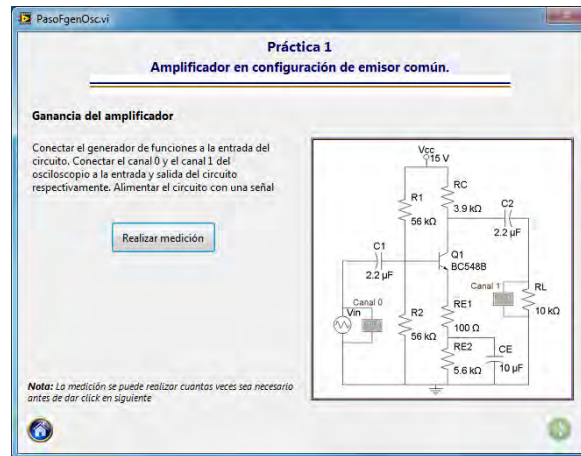 PasoFgenOsc.vi
Práctica 1
Amplificador en configuración de emisor común.
Ganancia del amplificador
Conectar el generador de funciones a la entrada del
circuito. Conectar el canal 0 y el canal 1 del
osciloscopio a la entrada y salida del circuito
respectivamente. Alimentar el circuito con una señal
Realizar medición
Nota: La medición se puede realizar cuantas veces sea necesario
antes de dar click en siguiente
Vcc
15 V
R1
56 kΩ
RC
3.9 kΩ
C2
2.2 µF
C1
2.2 µF
Q1
BC548B
Canal 0
Vin
R2
56 kΩ
RE1
100 Ω
RE2
5.6 kΩ
CE
10 µF
Canal 1
RL
10 kΩ